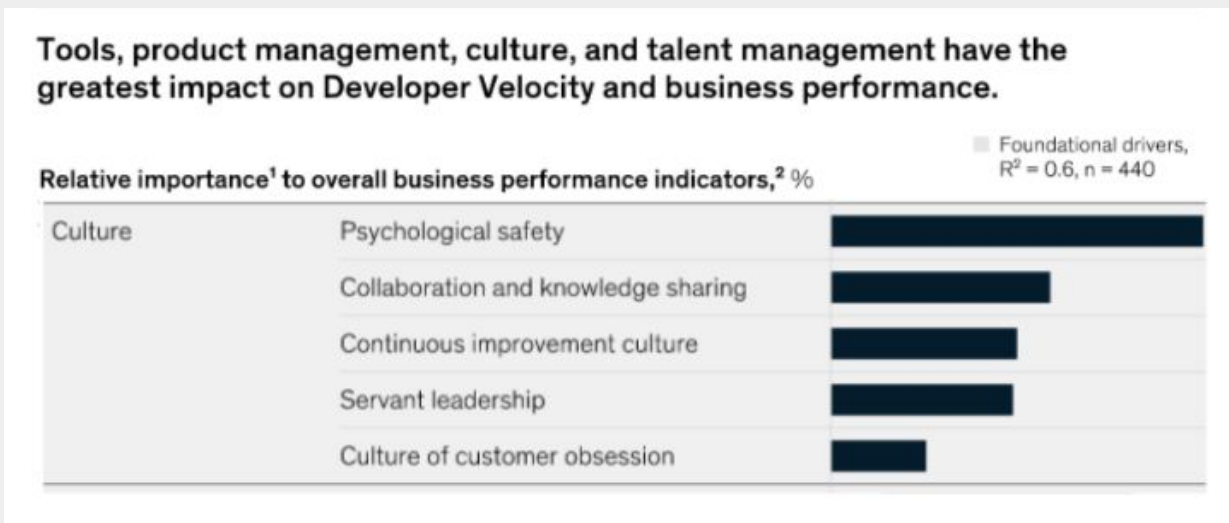 Tools, product management, culture, and talent management have the
greatest impact on Developer Velocity and business performance.
Foundational drivers,
R² = 0.6, n = 440
Relative importance¹ to overall business performance indicators,² %
Culture
Psychological safety
Collaboration and knowledge sharing
Continuous improvement culture
Servant leadership
Culture of customer obsession